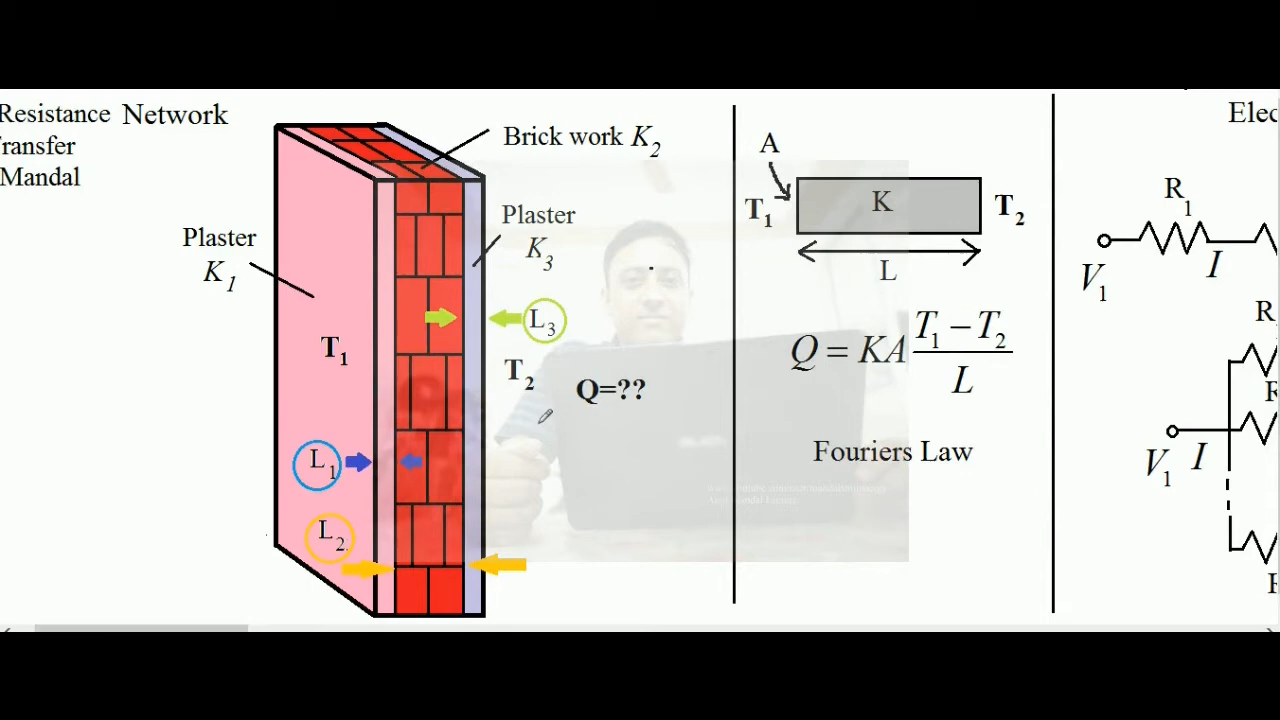 Resistance Network
ransfer
Mandal
Brick work K2
Plaster
K1
Plaster
K3
L3
T1
T2
Q=??
L1
L2
A
T1
K
T2
L
Q = KA (T1 − T2) / L
Fouriers Law
Elec
R1
V1
I
R
R
V1
I
R